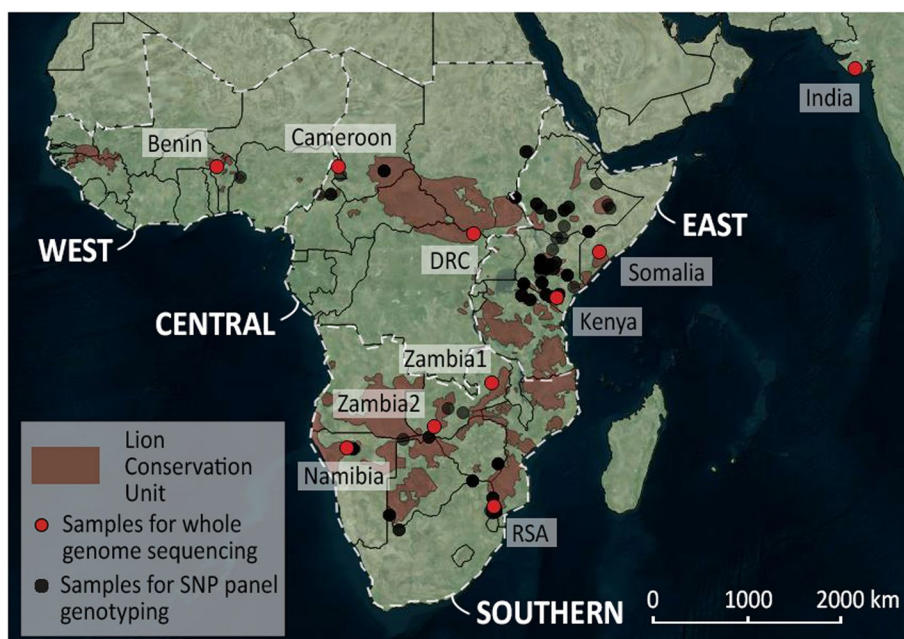 India
Benin
Cameroon
WEST
EAST
DRC
Somalia
CENTRAL
Kenya
Zambia1
Zambia2
Namibia
RSA
SOUTHERN
Lion
Conservation
Unit
Samples for whole
genome sequencing
Samples for SNP panel
genotyping
0 1000 2000 km